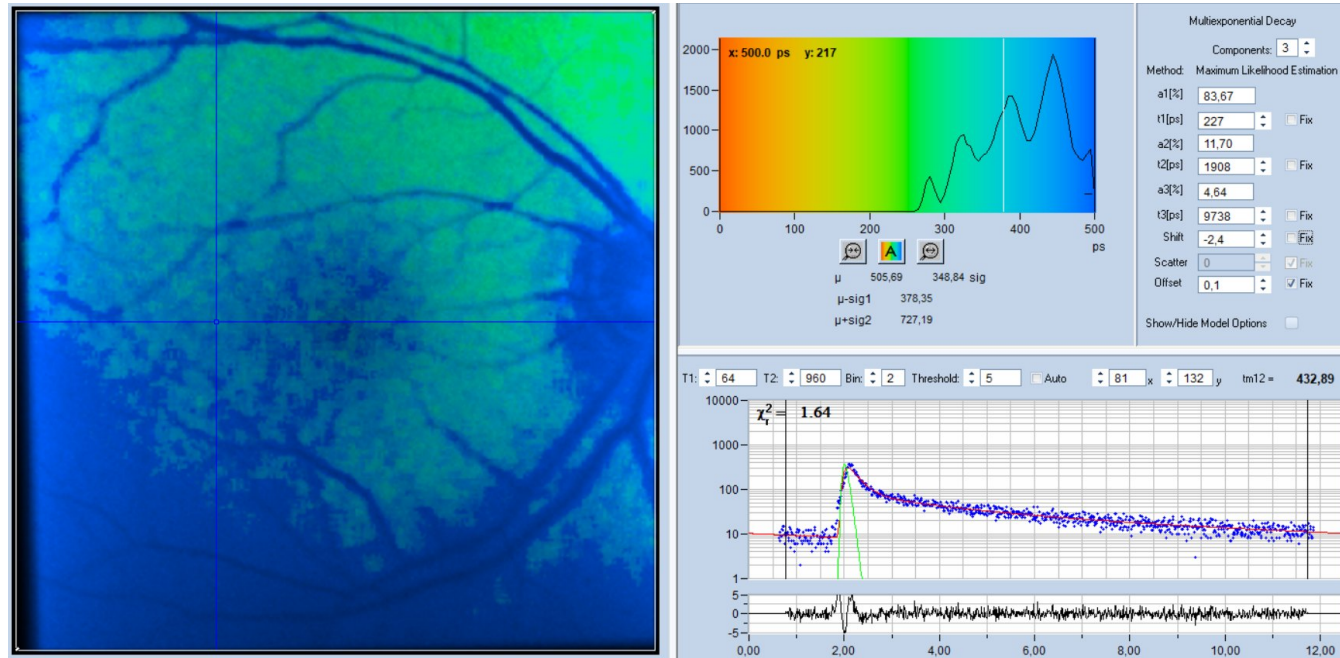 x: 500.0 ps y: 217
2000
1500
1000
500
0
0 100 200 300 400 500
ps
A
µ 505,69 348,84 sig
µ-sig1 378,35
µ+sig2 727,19
Multiexponential Decay
Components: 3
Method: Maximum Likelihood Estimation
a1[%] 83,67
t1[ps] 227 Fix
a2[%] 11,70
t2[ps] 1908 Fix
a3[%] 4,64
t3[ps] 9738 Fix
Shift -2,4 Fix
Scatter 0 Fix
Offset 0,1 Fix
Show/Hide Model Options
T1: 64 T2: 960 Bin: 2 Threshold: 5 Auto 81 x 132 y tm12 = 432,89
χ²r = 1.64
10000
1000
100
10
1
5
0
-5
0,00 2,00 4,00 6,00 8,00 10,00 12,00